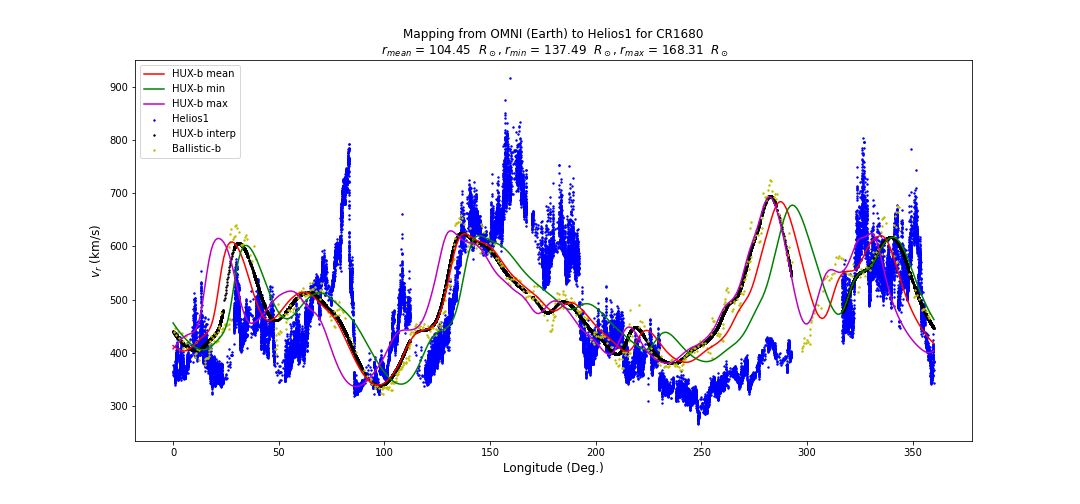 Mapping from OMNI (Earth) to Helios1 for CR1680
r_mean = 104.45 R_⊙, r_min = 137.49 R_⊙, r_max = 168.31 R_⊙
HUX-b mean
HUX-b min
HUX-b max
Helios1
HUX-b interp
Ballistic-b
900
800
700
600
500
400
300
v_r (km/s)
0 50 100 150 200 250 300 350
Longitude (Deg.)